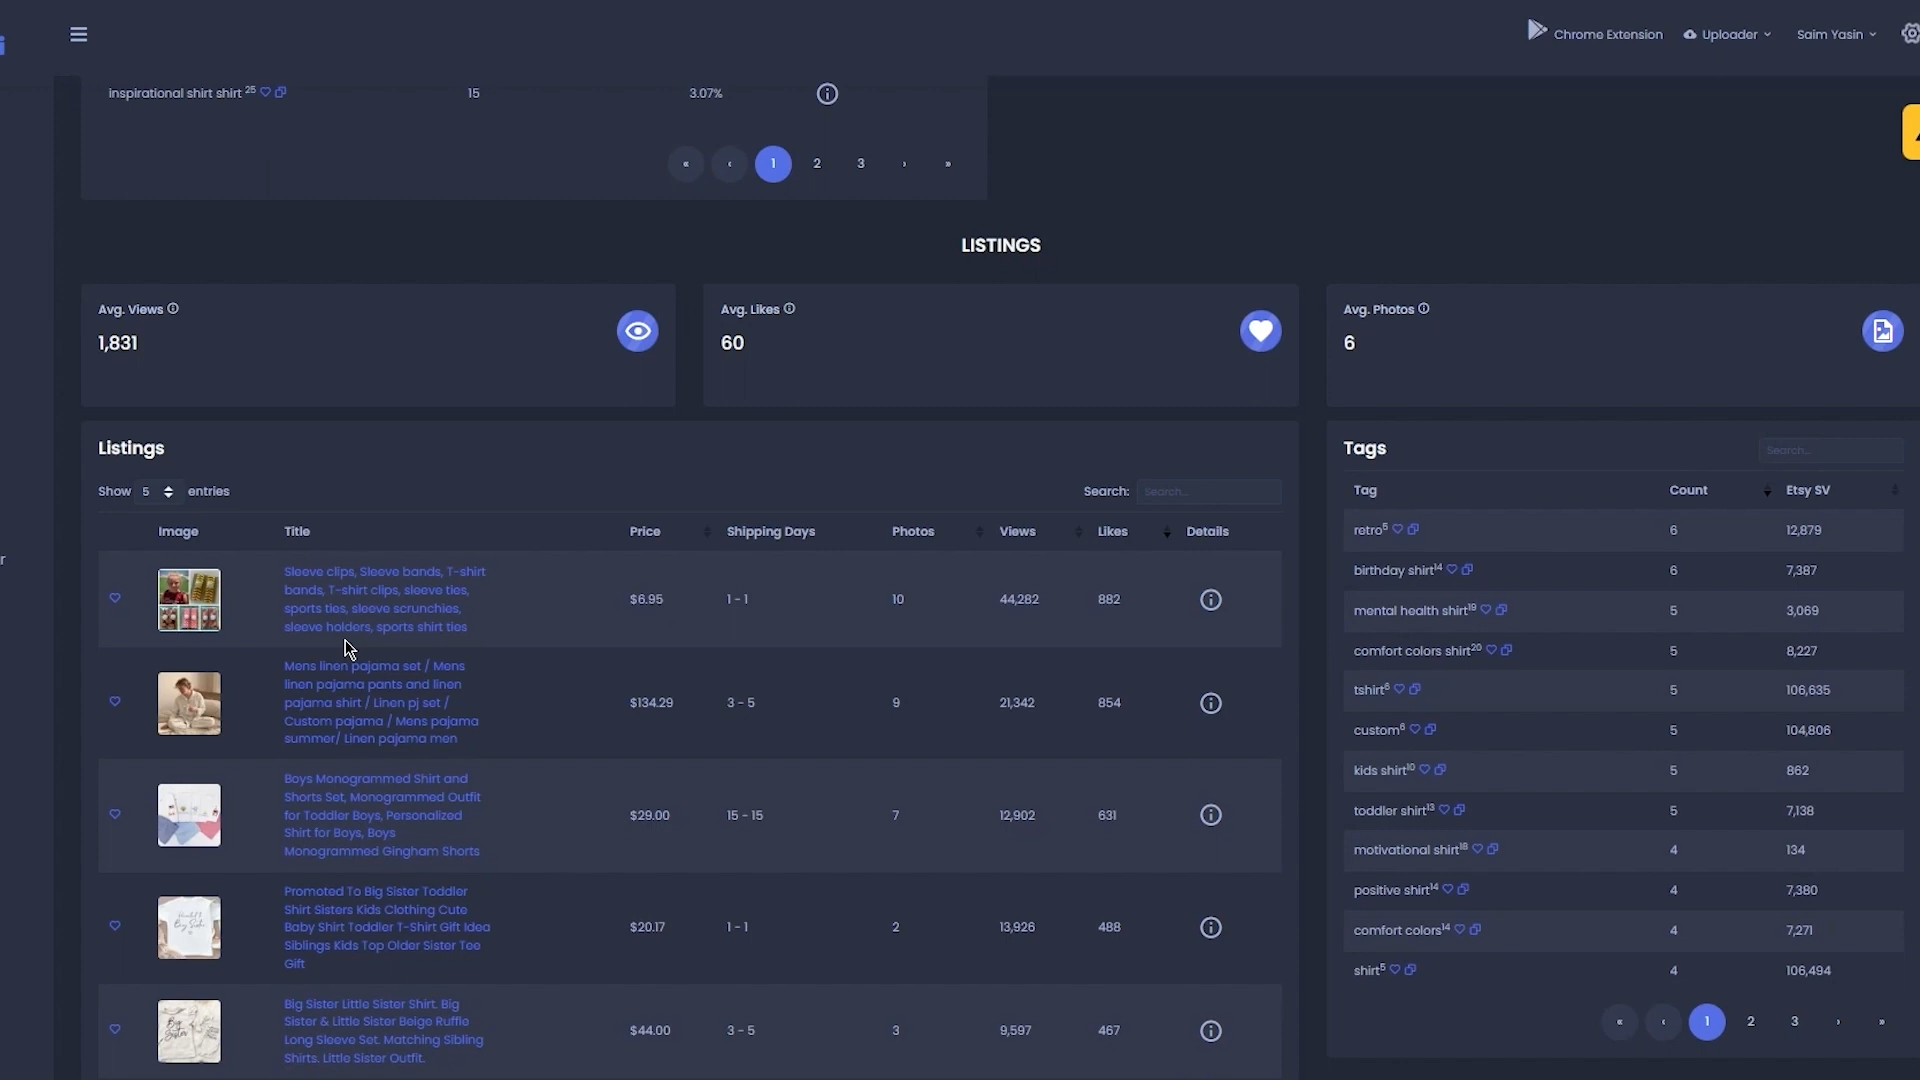 Chrome Extension Uploader Saim Yasin
inspirational shirt shirt 25 15 3.07%
« ‹ 1 2 3 › »
LISTINGS
Avg. Views
1,831
Avg. Likes
60
Avg. Photos
6
Listings
Show 5 entries
Search: Search...
Image Title Price Shipping Days Photos Views Likes Details
Sleeve clips, Sleeve bands, T-shirt
bands, T-shirt clips, sleeve ties,
sports ties, sleeve scrunchies,
sleeve holders, sports shirt ties
$6.95 1 - 1 10 44,282 882
Mens linen pajama set / Mens
linen pajama pants and linen
pajama shirt / Linen pj set /
Custom pajama / Mens pajama
summer/ Linen pajama men
$134.29 3 - 5 9 21,342 854
Boys Monogrammed Shirt and
Shorts Set, Monogrammed Outfit
for Toddler Boys, Personalized
Shirt for Boys, Boys
Monogrammed Gingham Shorts
$29.00 15 - 15 7 12,902 631
Promoted To Big Sister Toddler
Shirt Sisters Kids Clothing Cute
Baby Shirt Toddler T-Shirt Gift Idea
Siblings Kids Top Older Sister Tee
Gift
$20.17 1 - 1 2 13,926 488
Big Sister Little Sister Shirt, Big
Sister & Little Sister Beige Ruffle
Long Sleeve Set. Matching Sibling
Shirts. Little Sister Outfit.
$44.00 3 - 5 3 9,597 467
Tags
Search...
Tag Count Etsy SV
retro5 6 12,879
birthday shirt14 6 7,387
mental health shirt19 5 3,069
comfort colors shirt20 5 8,227
tshirt6 5 106,635
custom6 5 104,806
kids shirt10 5 862
toddler shirt13 5 7,138
motivational shirt18 4 134
positive shirt14 4 7,380
comfort colors14 4 7,271
shirt5 4 106,494
« ‹ 1 2 3 › »